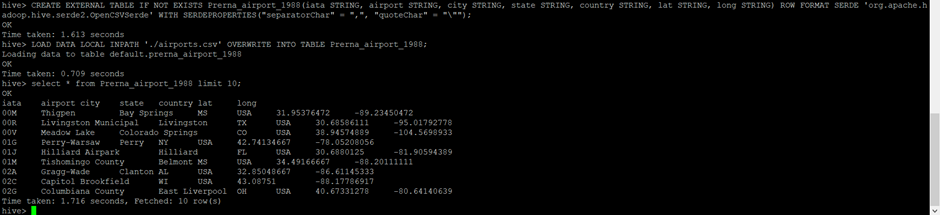 hive> CREATE EXTERNAL TABLE IF NOT EXISTS Prerna_airport_1988(iata STRING, airport STRING, city STRING, state STRING, country STRING, lat STRING, long STRING) ROW FORMAT SERDE 'org.apache.h
adoop.hive.serde2.OpenCSVSerde' WITH SERDEPROPERTIES("separatorChar" = ",", "quoteChar" = "\"");
OK
Time taken: 1.613 seconds
hive> LOAD DATA LOCAL INPATH './airports.csv' OVERWRITE INTO TABLE Prerna_airport_1988;
Loading data to table default.prerna_airport_1988
OK
Time taken: 0.709 seconds
hive> select * from Prerna_airport_1988 limit 10;
OK
iata airport city state country lat long
00M Thigpen Bay Springs MS USA 31.95376472 -89.23450472
00R Livingston Municipal Livingston TX USA 30.68586111 -95.01792778
00V Meadow Lake Colorado Springs CO USA 38.94574889 -104.5698933
01G Perry-Warsaw Perry NY USA 42.74134667 -78.05208056
01J Hilliard Airpark Hilliard FL USA 30.6880125 -81.90594389
01M Tishomingo County Belmont MS USA 34.49166667 -88.20111111
02A Gragg-Wade Clanton AL USA 32.85048667 -86.61145333
02C Capitol Brookfield WI USA 43.08751 -88.17786917
02G Columbiana County East Liverpool OH USA 40.67331278 -80.64140639
Time taken: 1.716 seconds, Fetched: 10 row(s)
hive>